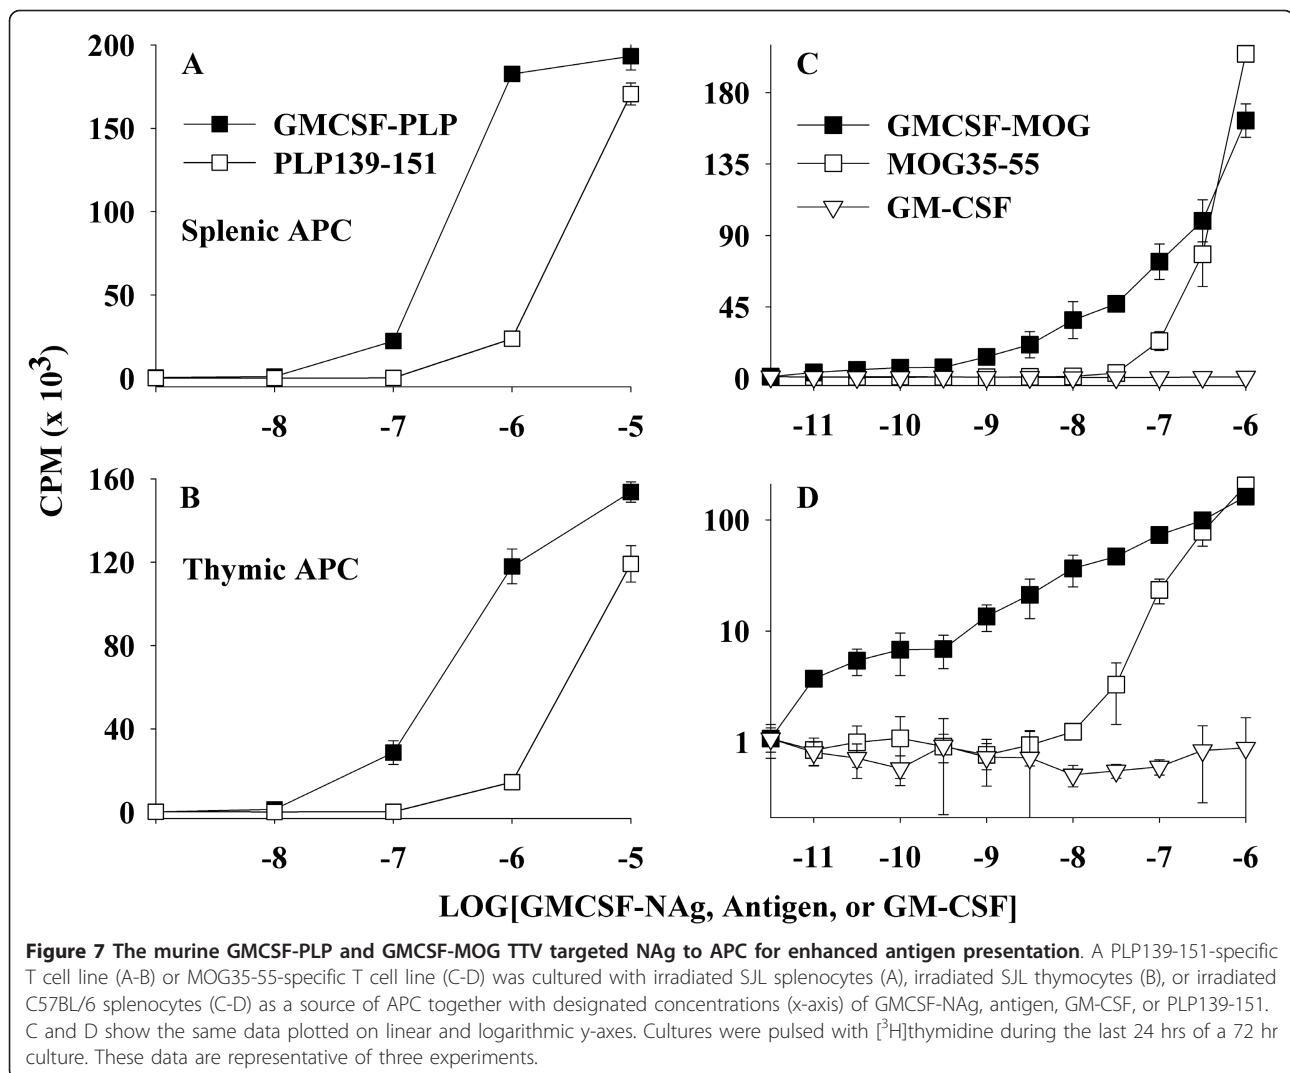 A
GMCSF-PLP
PLP139-151
Splenic APC
200
150
100
50
0
-8 -7 -6 -5
C
GMCSF-MOG
MOG35-55
GM-CSF
180
135
90
45
0
-11 -10 -9 -8 -7 -6
CPM (x 10³)
B
Thymic APC
160
120
80
40
0
-8 -7 -6 -5
D
100
10
1
-11 -10 -9 -8 -7 -6
LOG[GMCSF-NAg, Antigen, or GM-CSF]
Figure 7 The murine GMCSF-PLP and GMCSF-MOG TTV targeted NAg to APC for enhanced antigen presentation. A PLP139-151-specific
T cell line (A-B) or MOG35-55-specific T cell line (C-D) was cultured with irradiated SJL splenocytes (A), irradiated SJL thymocytes (B), or irradiated
C57BL/6 splenocytes (C-D) as a source of APC together with designated concentrations (x-axis) of GMCSF-NAg, antigen, GM-CSF, or PLP139-151.
C and D show the same data plotted on linear and logarithmic y-axes. Cultures were pulsed with [³H]thymidine during the last 24 hrs of a 72 hr
culture. These data are representative of three experiments.